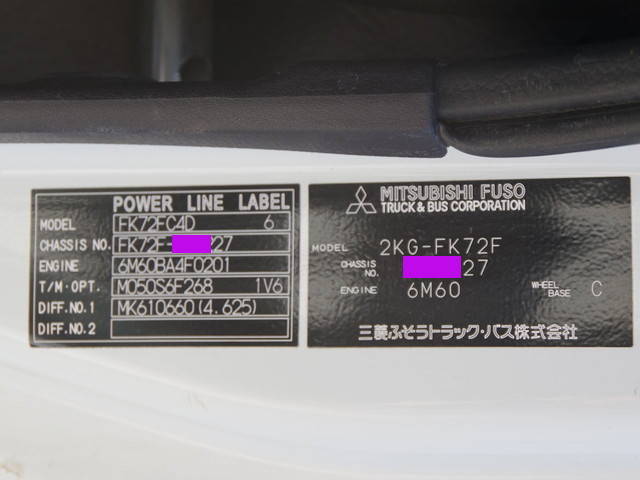 POWER LINE LABEL
MODEL FK72FC4D 6
CHASSIS NO. FK72F- 27
ENGINE 6M60BA4F0201
T/M・OPT. M050S6F268 1V6
DIFF.NO.1 MK610660(4.625)
DIFF.NO.2
MITSUBISHI FUSO
TRUCK & BUS CORPORATION
MODEL 2KG-FK72F
CHASSIS NO. 27
ENGINE 6M60 WHEEL BASE C
三菱ふそうトラック・バス株式会社